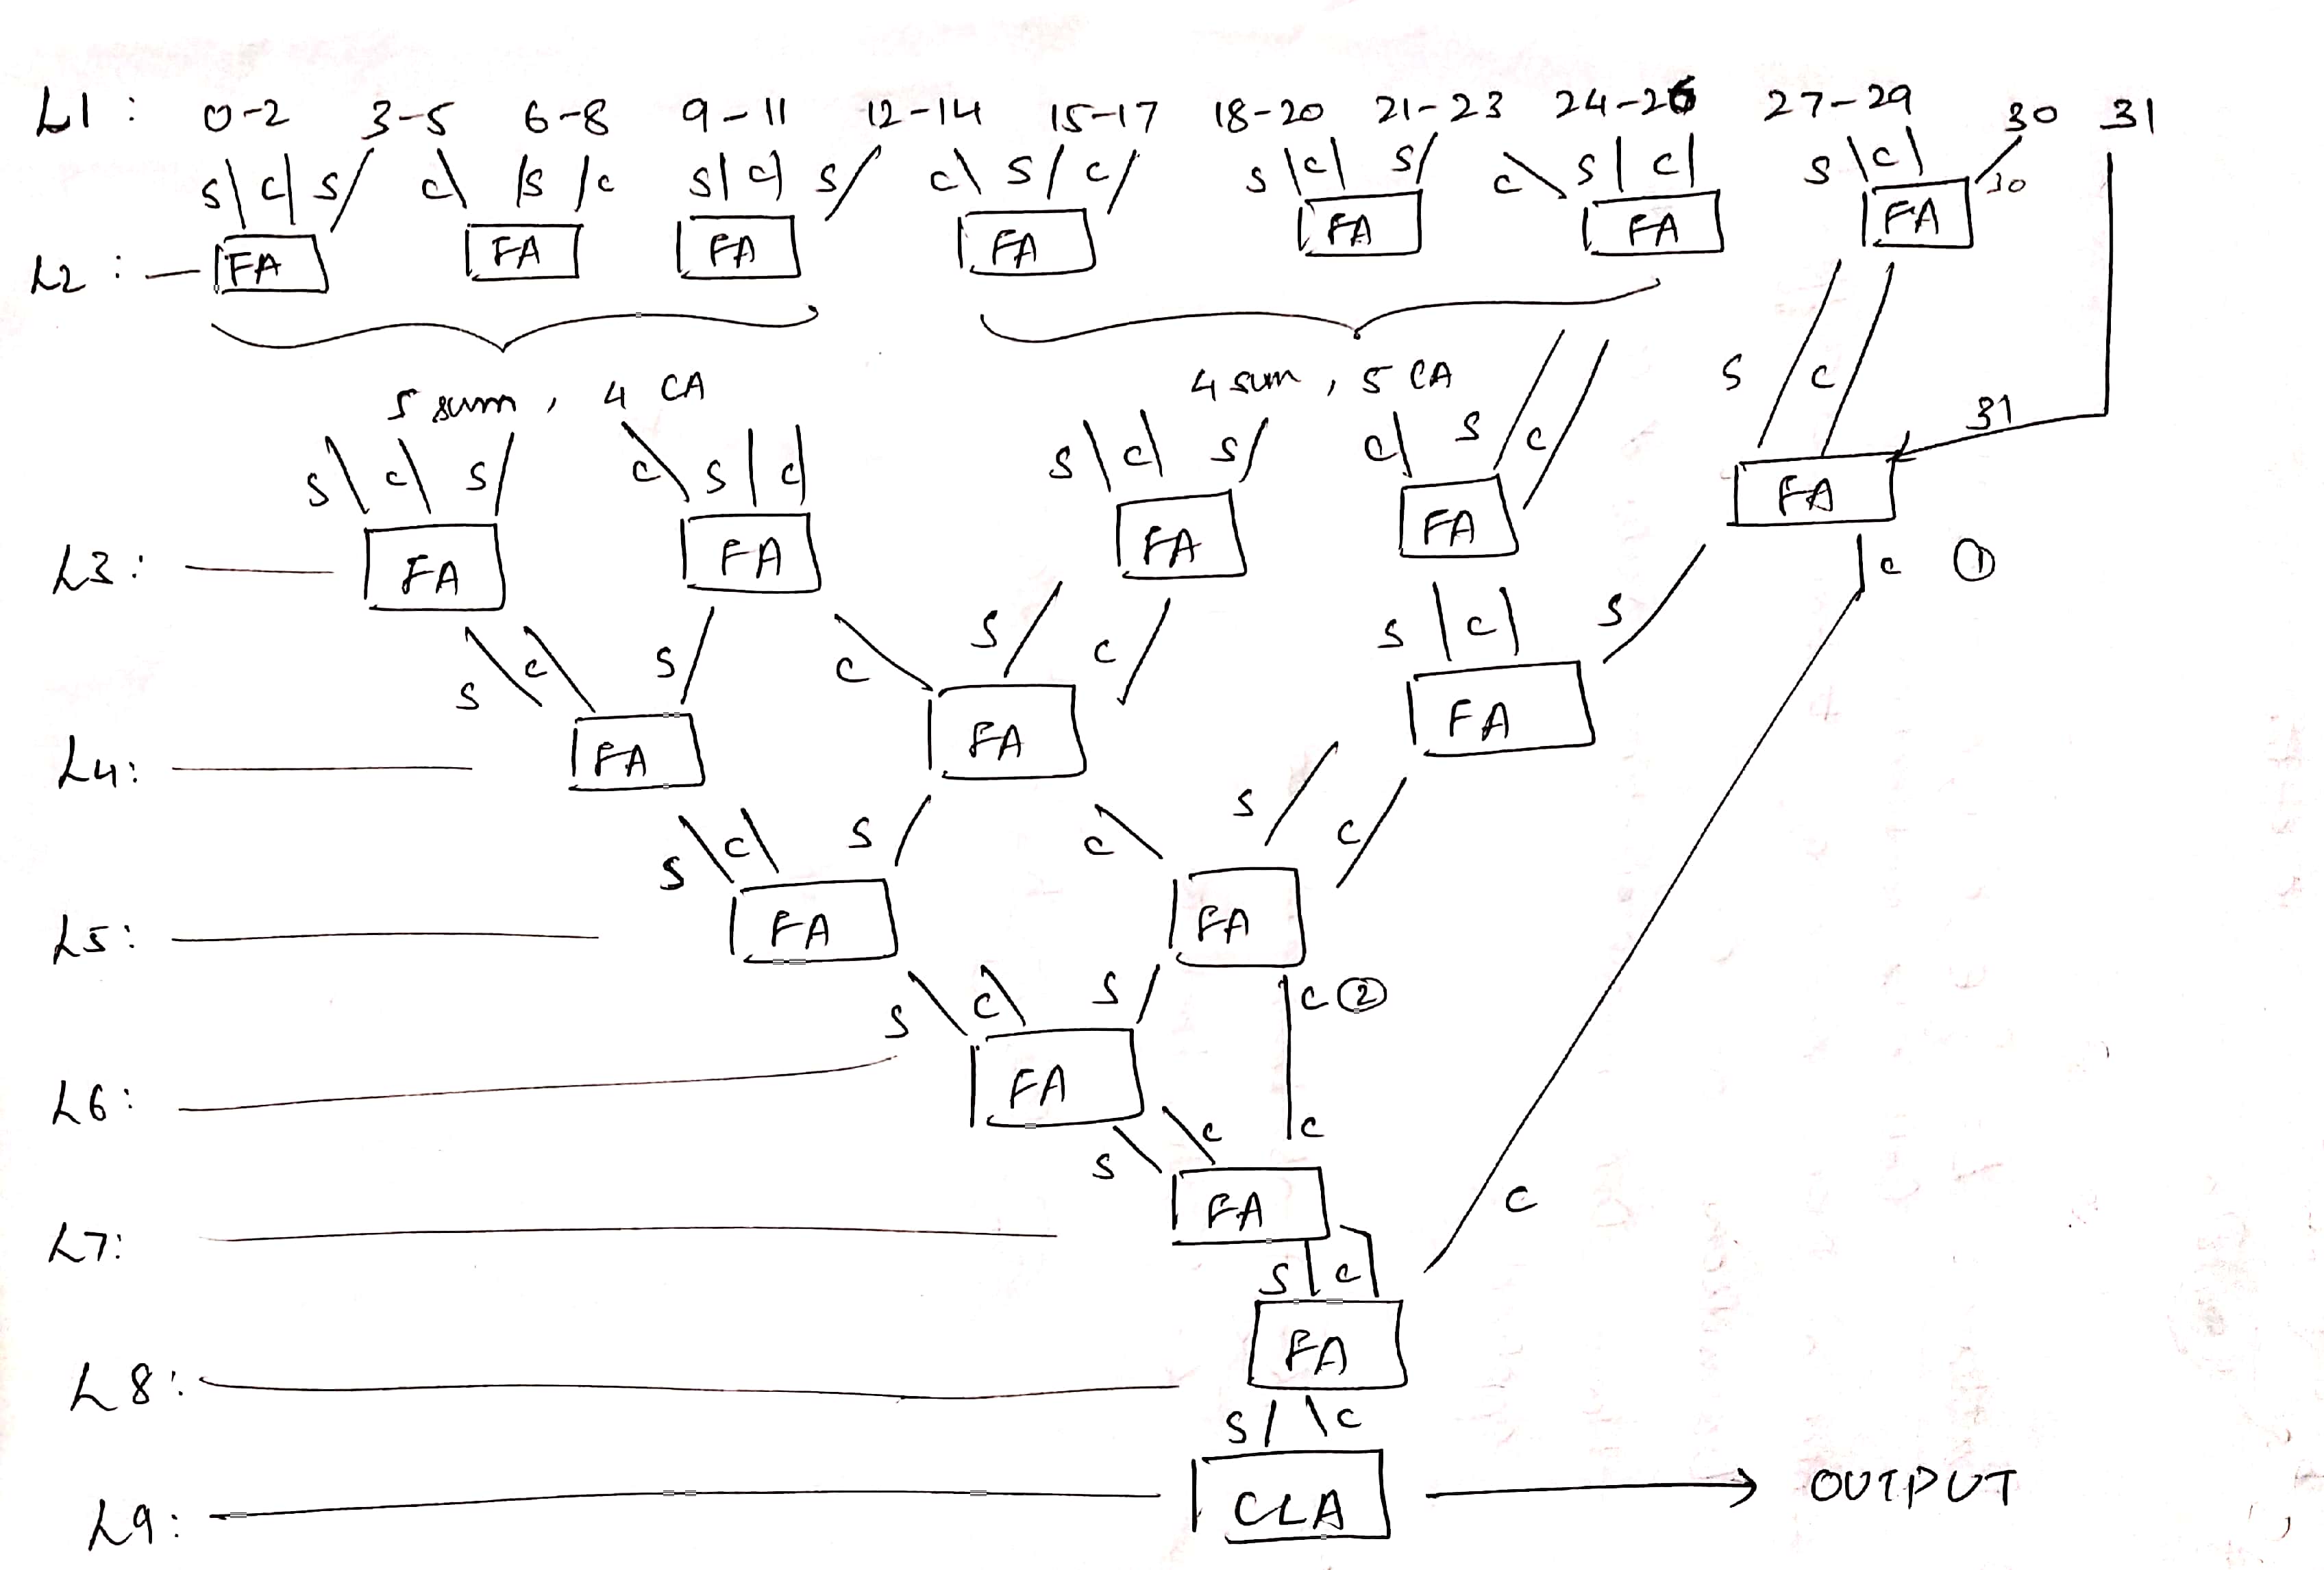 L1 : 0-2 3-5 6-8 9-11 12-14 15-17 18-20 21-23 24-26 27-29 30 31
S C S C S C S C S C S C S C S C S C S C 30
L2 : FA FA FA FA FA FA FA
5 sum, 4 CA 4 sum, 5 CA S C 31
S C S C S C S C S C S C
L3 : FA FA FA FA FA
S C S C S C S C S C ①
L4 : FA FA FA
S C S C S C
L5 : FA FA
S C S C ②
L6 : FA
S C C
L7 : FA C
S C
L8 : FA
S C
L9 : CLA OUTPUT